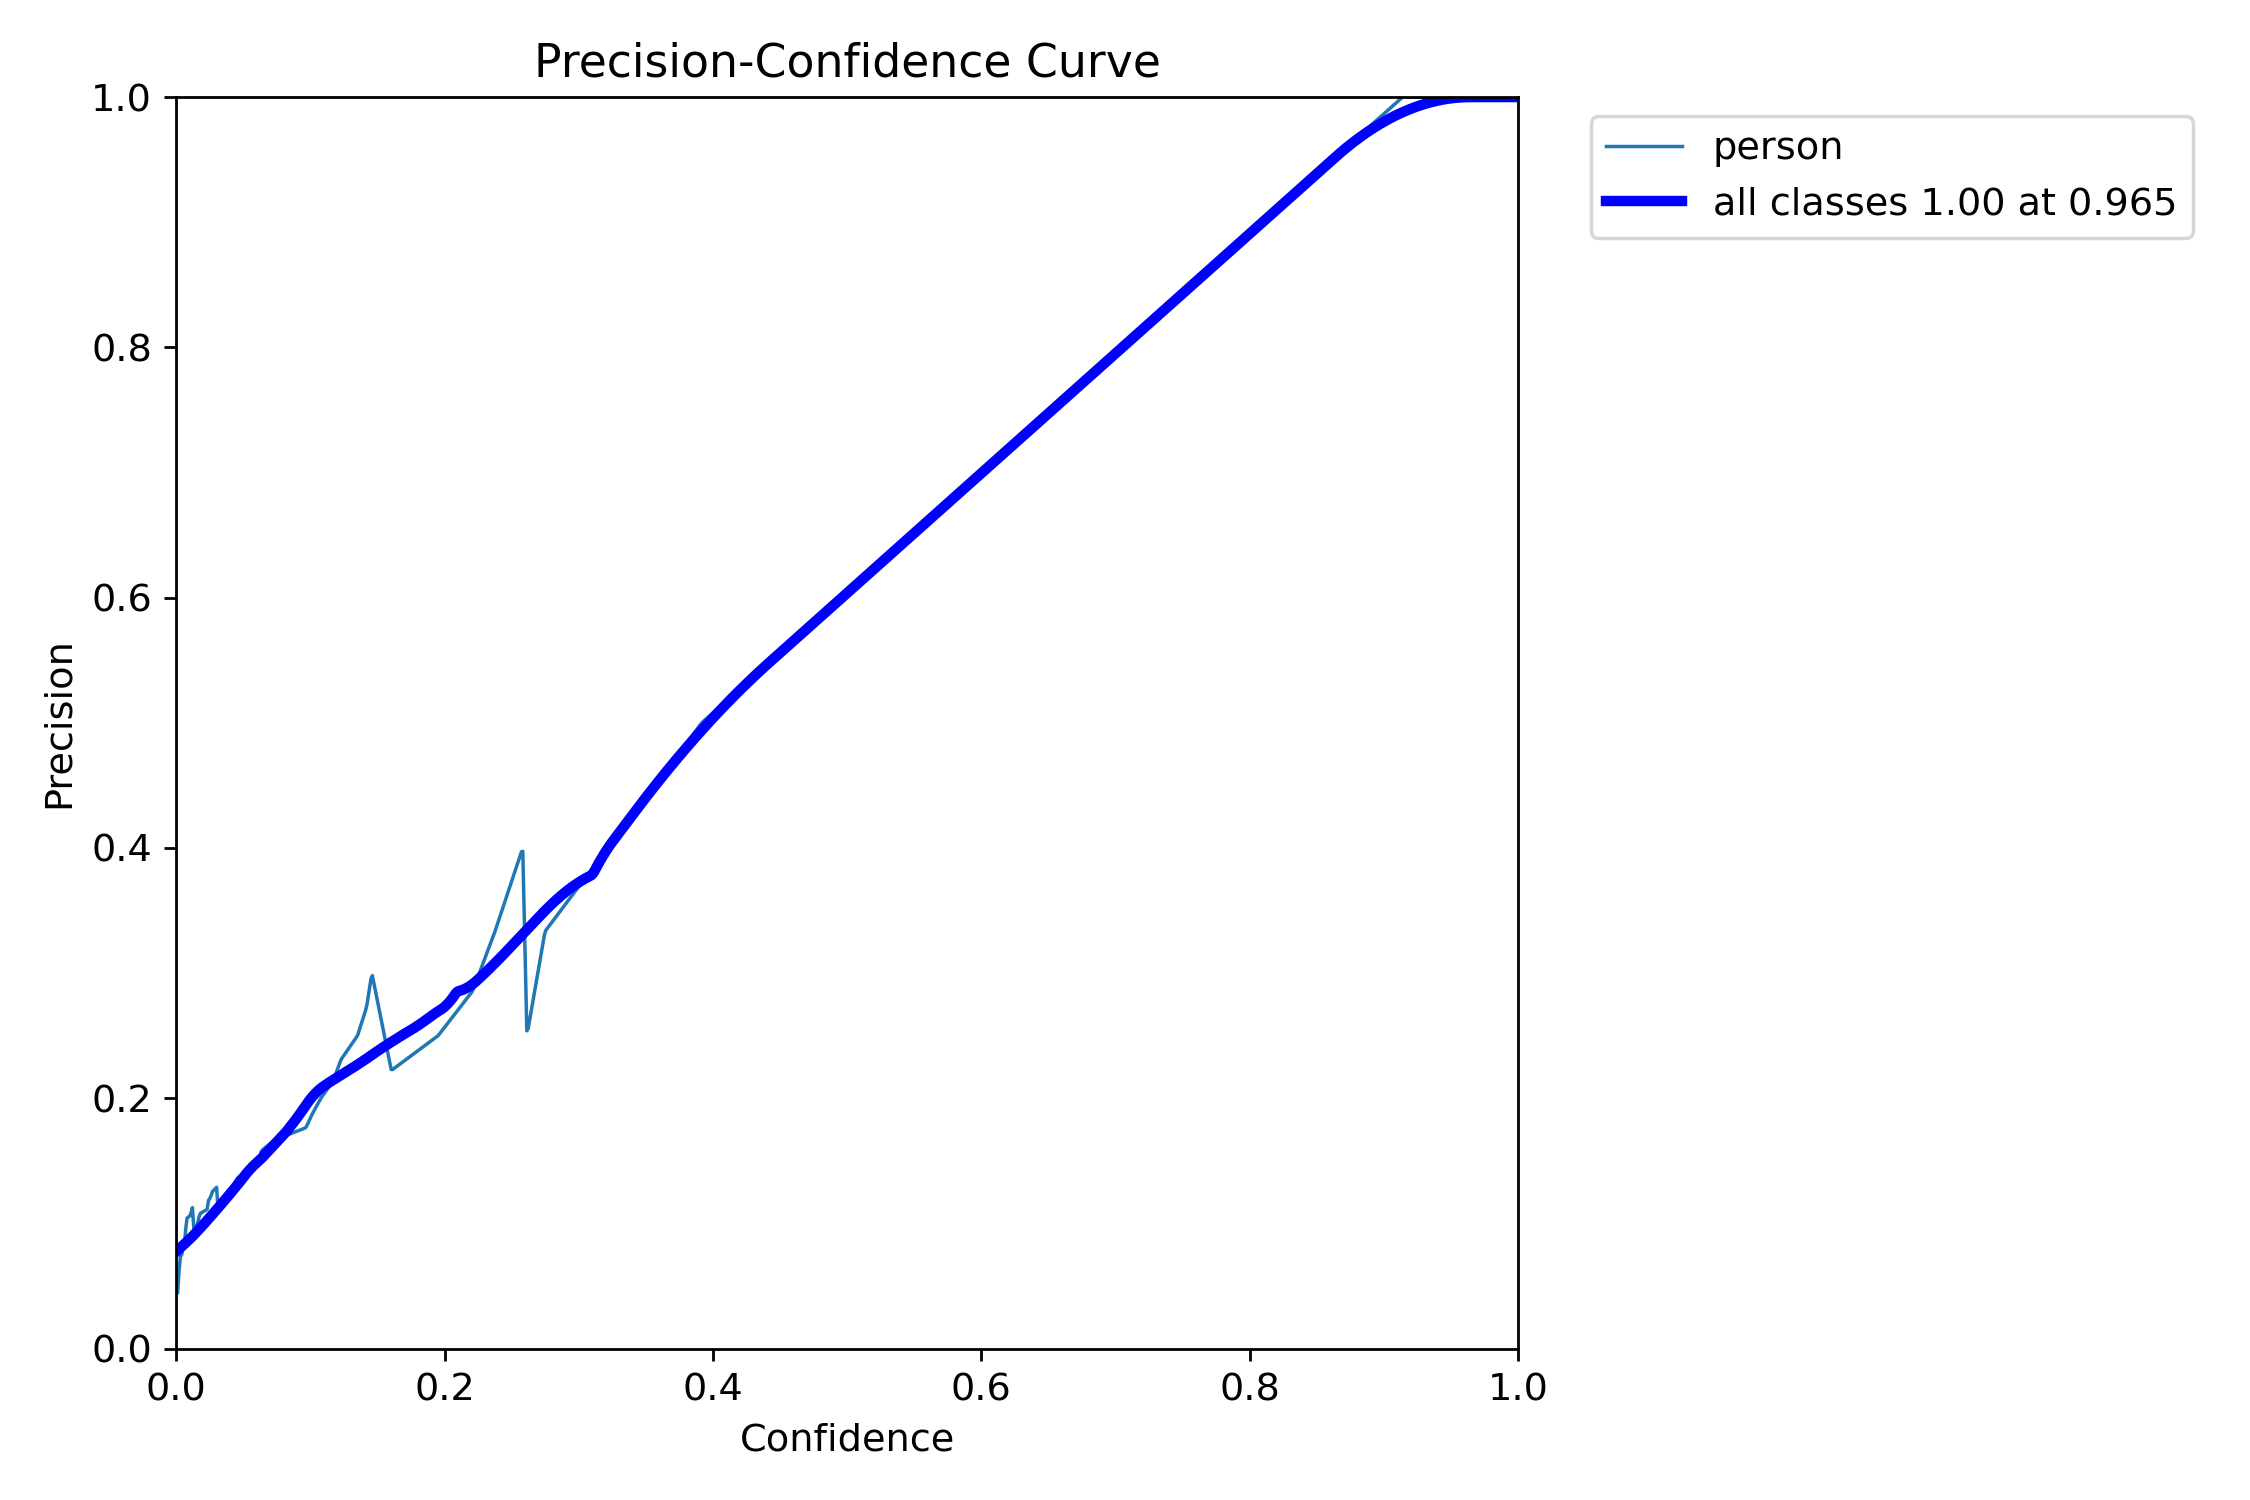 Precision-Confidence Curve
person
all classes 1.00 at 0.965
1.0
0.8
0.6
0.4
0.2
0.0
Precision
0.0 0.2 0.4 0.6 0.8 1.0
Confidence